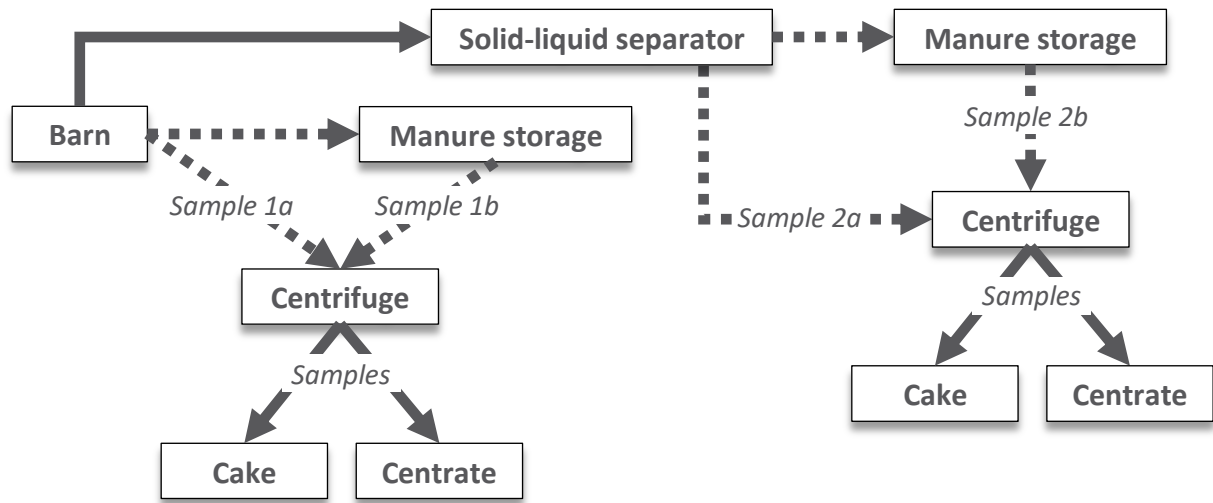 Solid-liquid separator
Manure storage
Barn
Manure storage
Sample 2b
Sample 1a
Sample 1b
Sample 2a
Centrifuge
Centrifuge
Samples
Samples
Cake
Centrate
Cake
Centrate